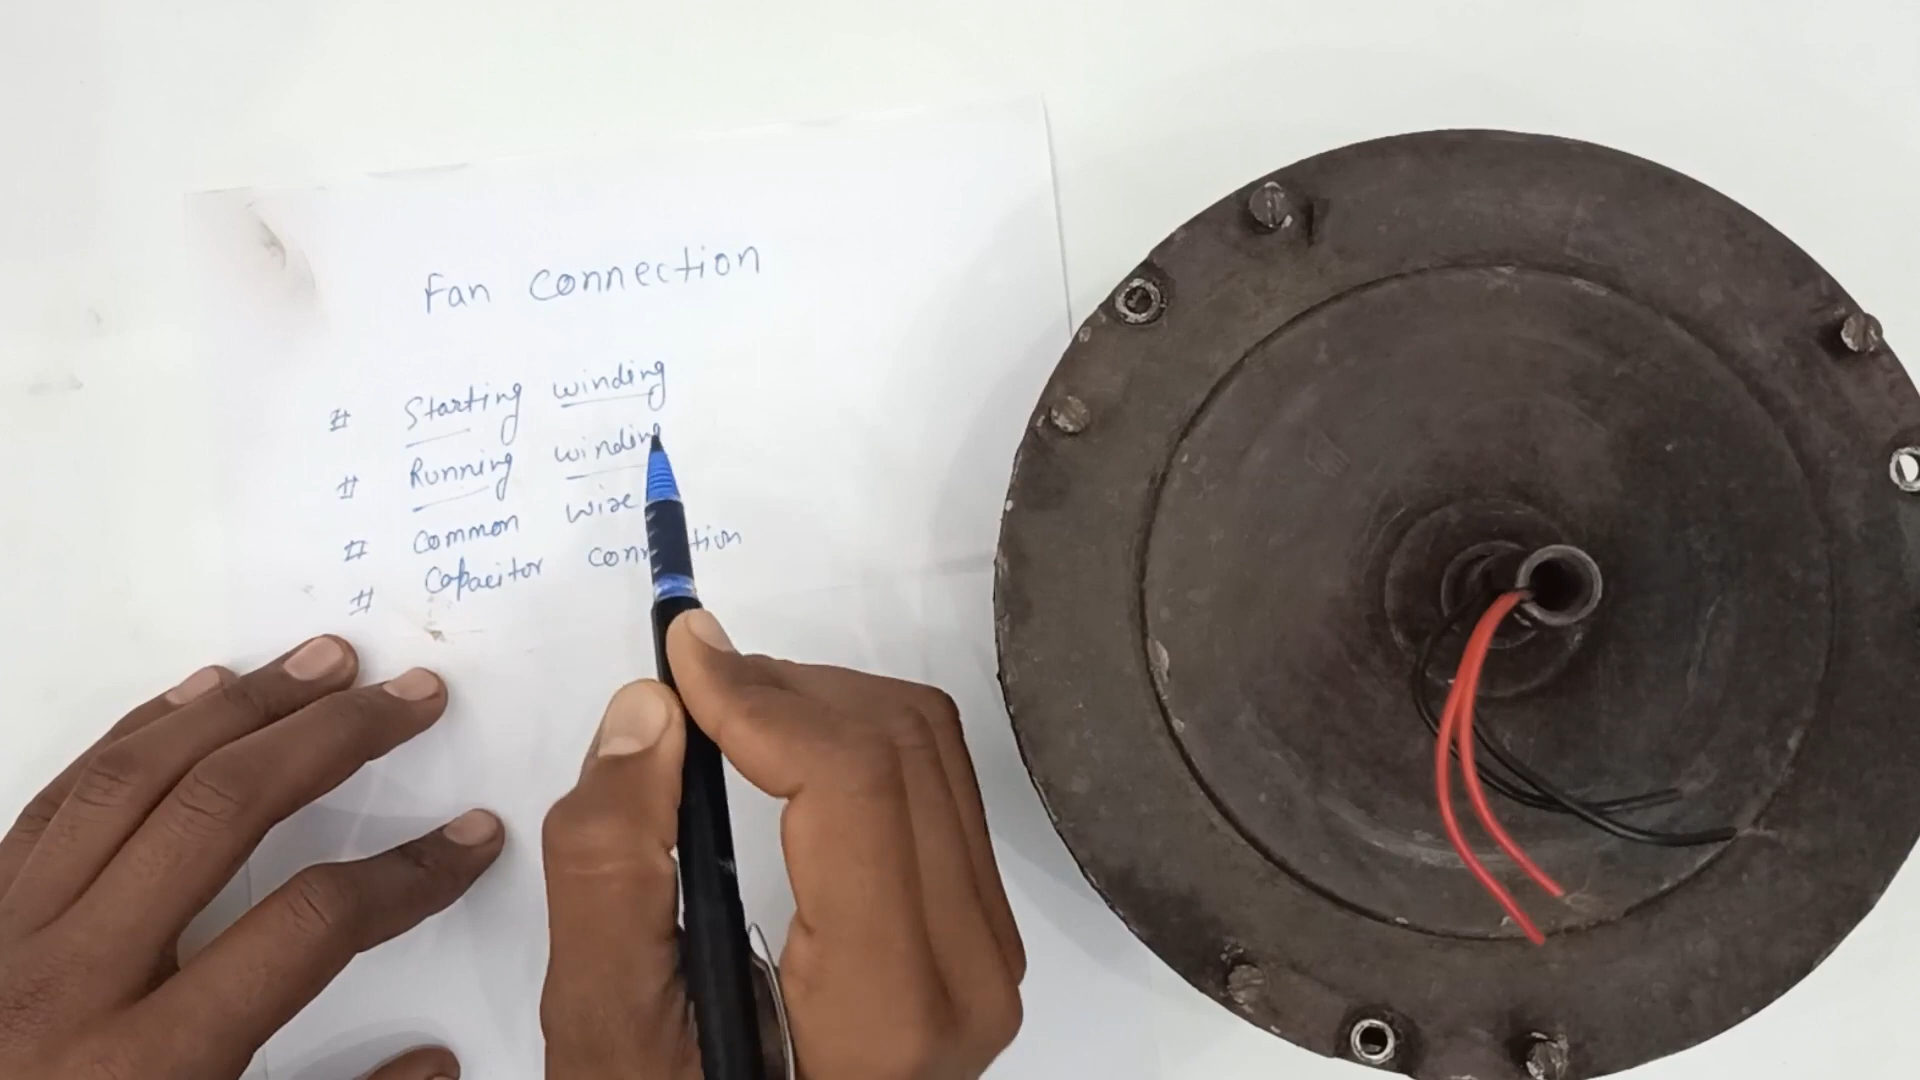 Fan Connection
# Starting winding
# Running winding
# Common wire
# Capacitor connection